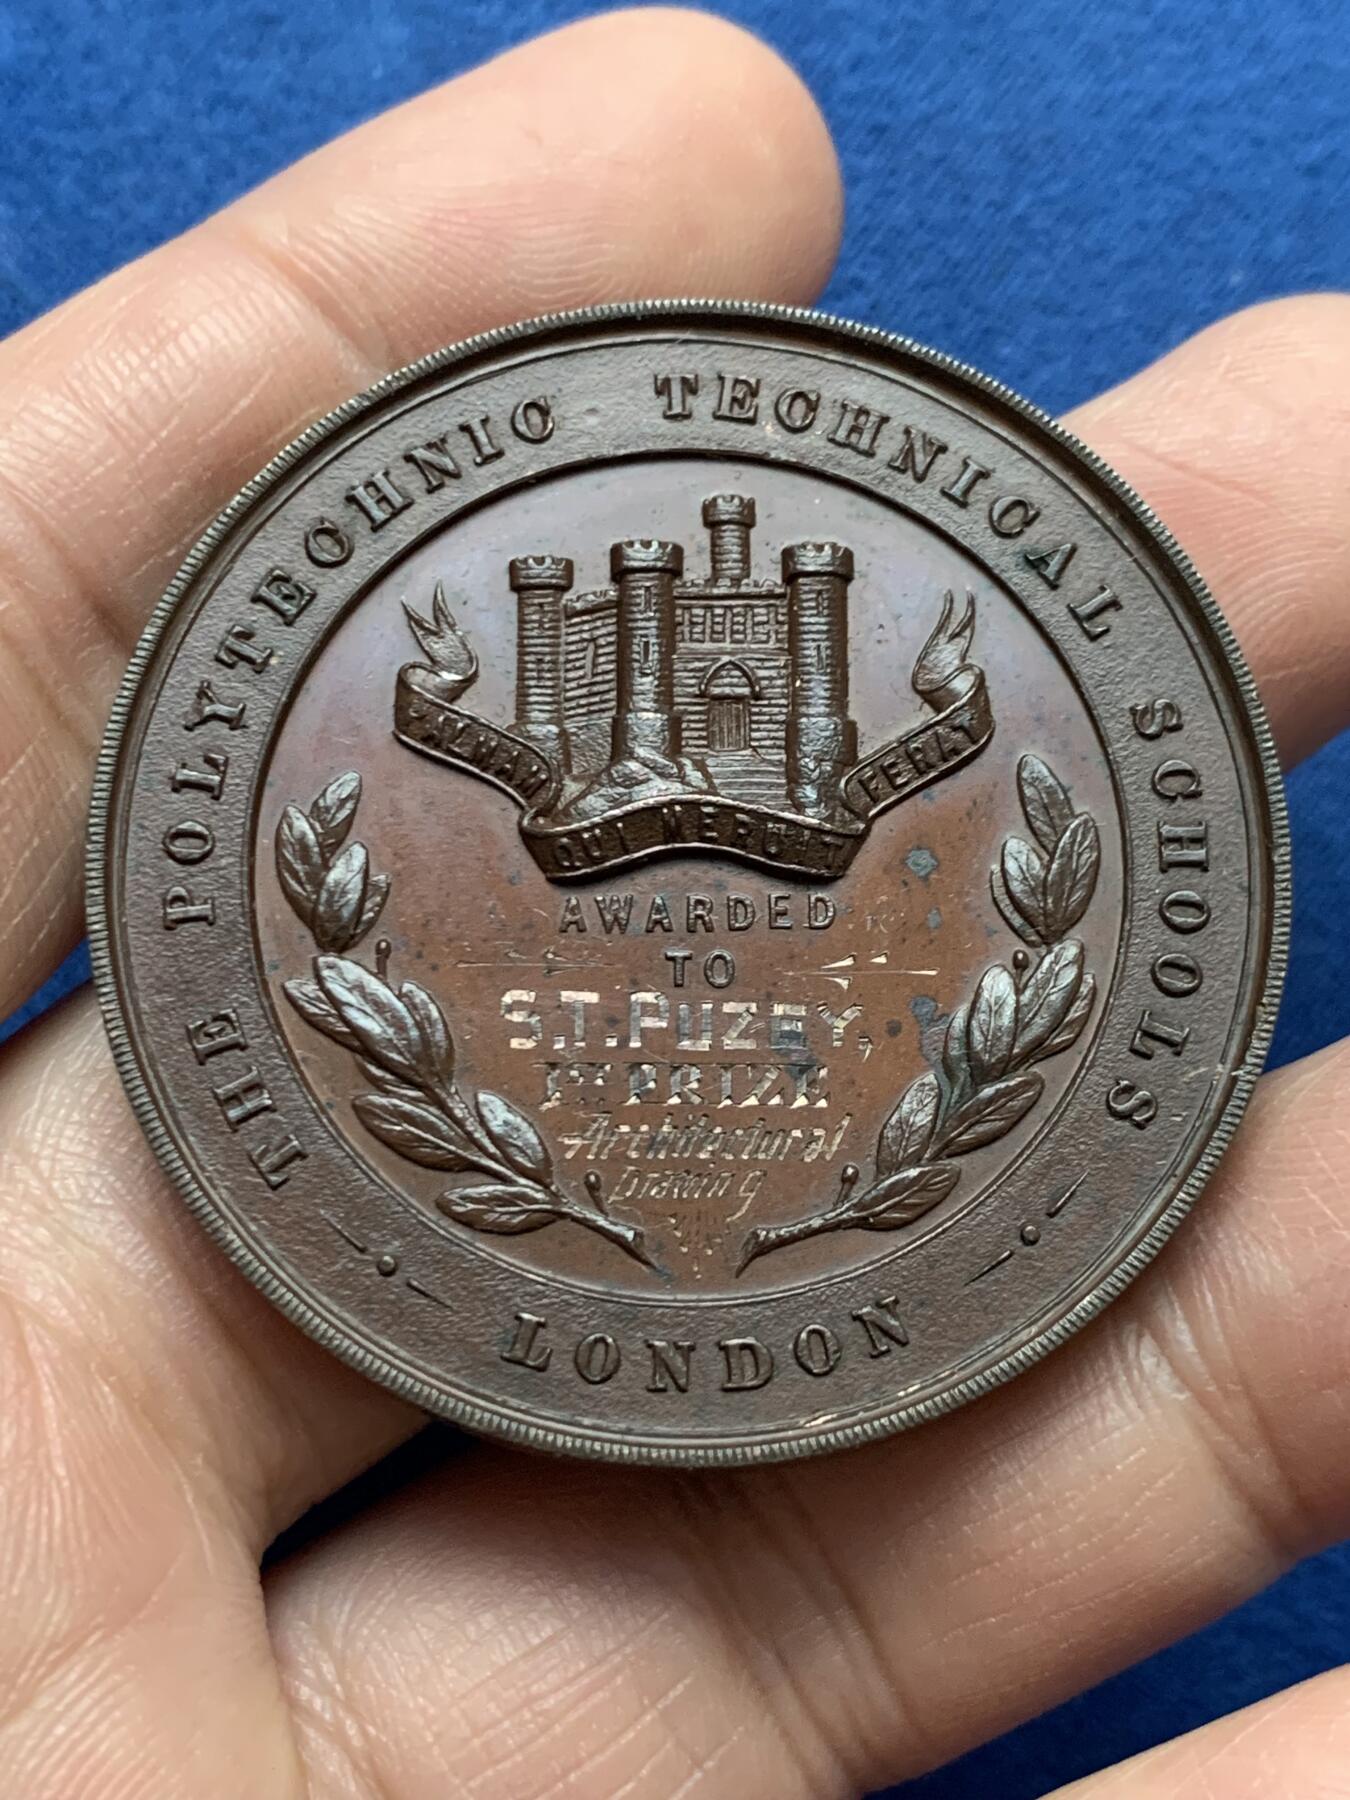 THE POLYTECHNIC TECHNICAL SCHOOLS
PALMAM QUI MERUIT FERAT
AWARDED
TO
S.T. PUZEY,
1ST PRIZE
Architectural
Drawing
LONDON